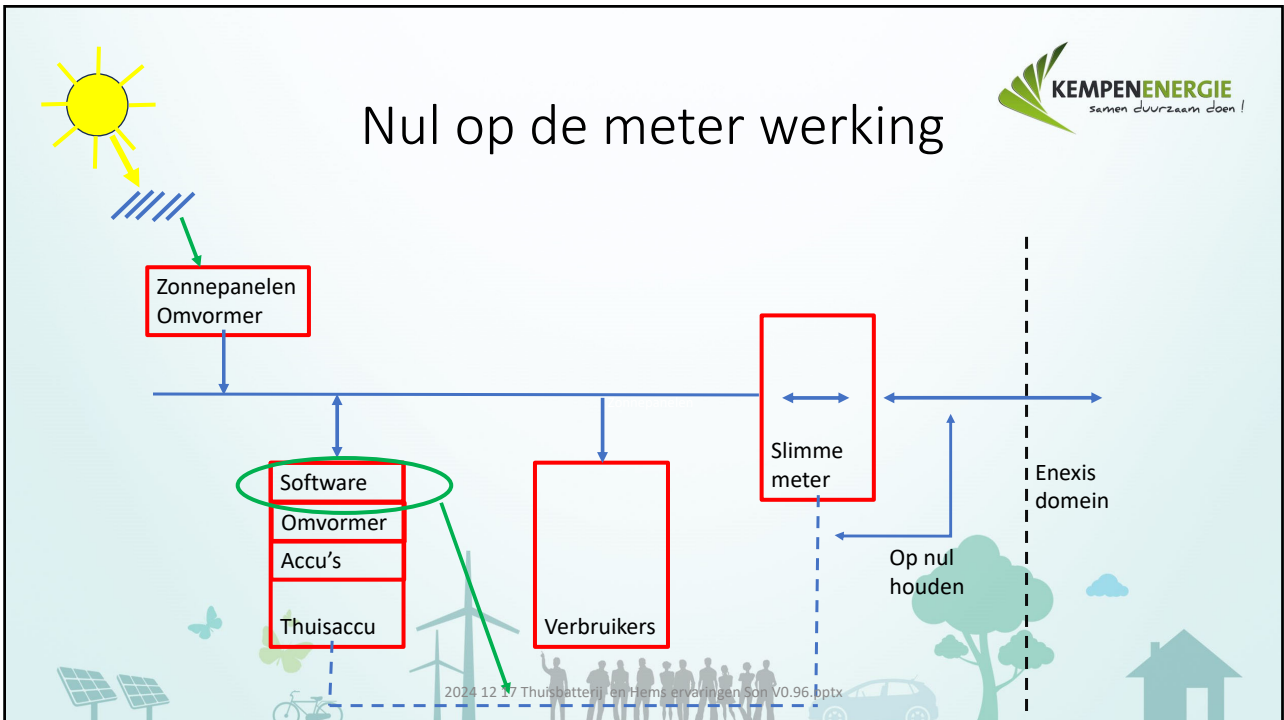 Nul op de meter werking
KEMPENENERGIE
samen duurzaam doen !
Zonnepanelen
Omvormer
Software
Omvormer
Accu's
Thuisaccu
Verbruikers
Slimme
meter
Op nul
houden
Enexis
domein
2024 12 17 Thuisbatterij en Hems ervaringen Son V0.96.pptx